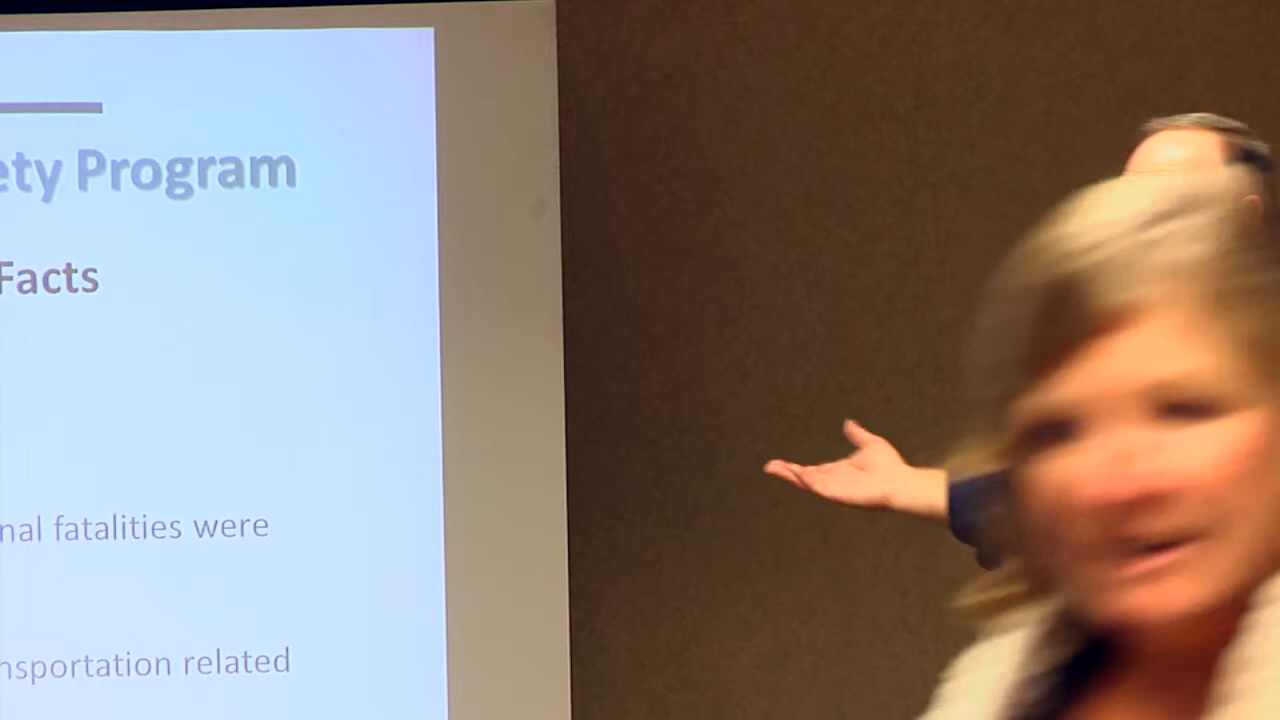 ety Program
Facts
nal fatalities were
nsportation related